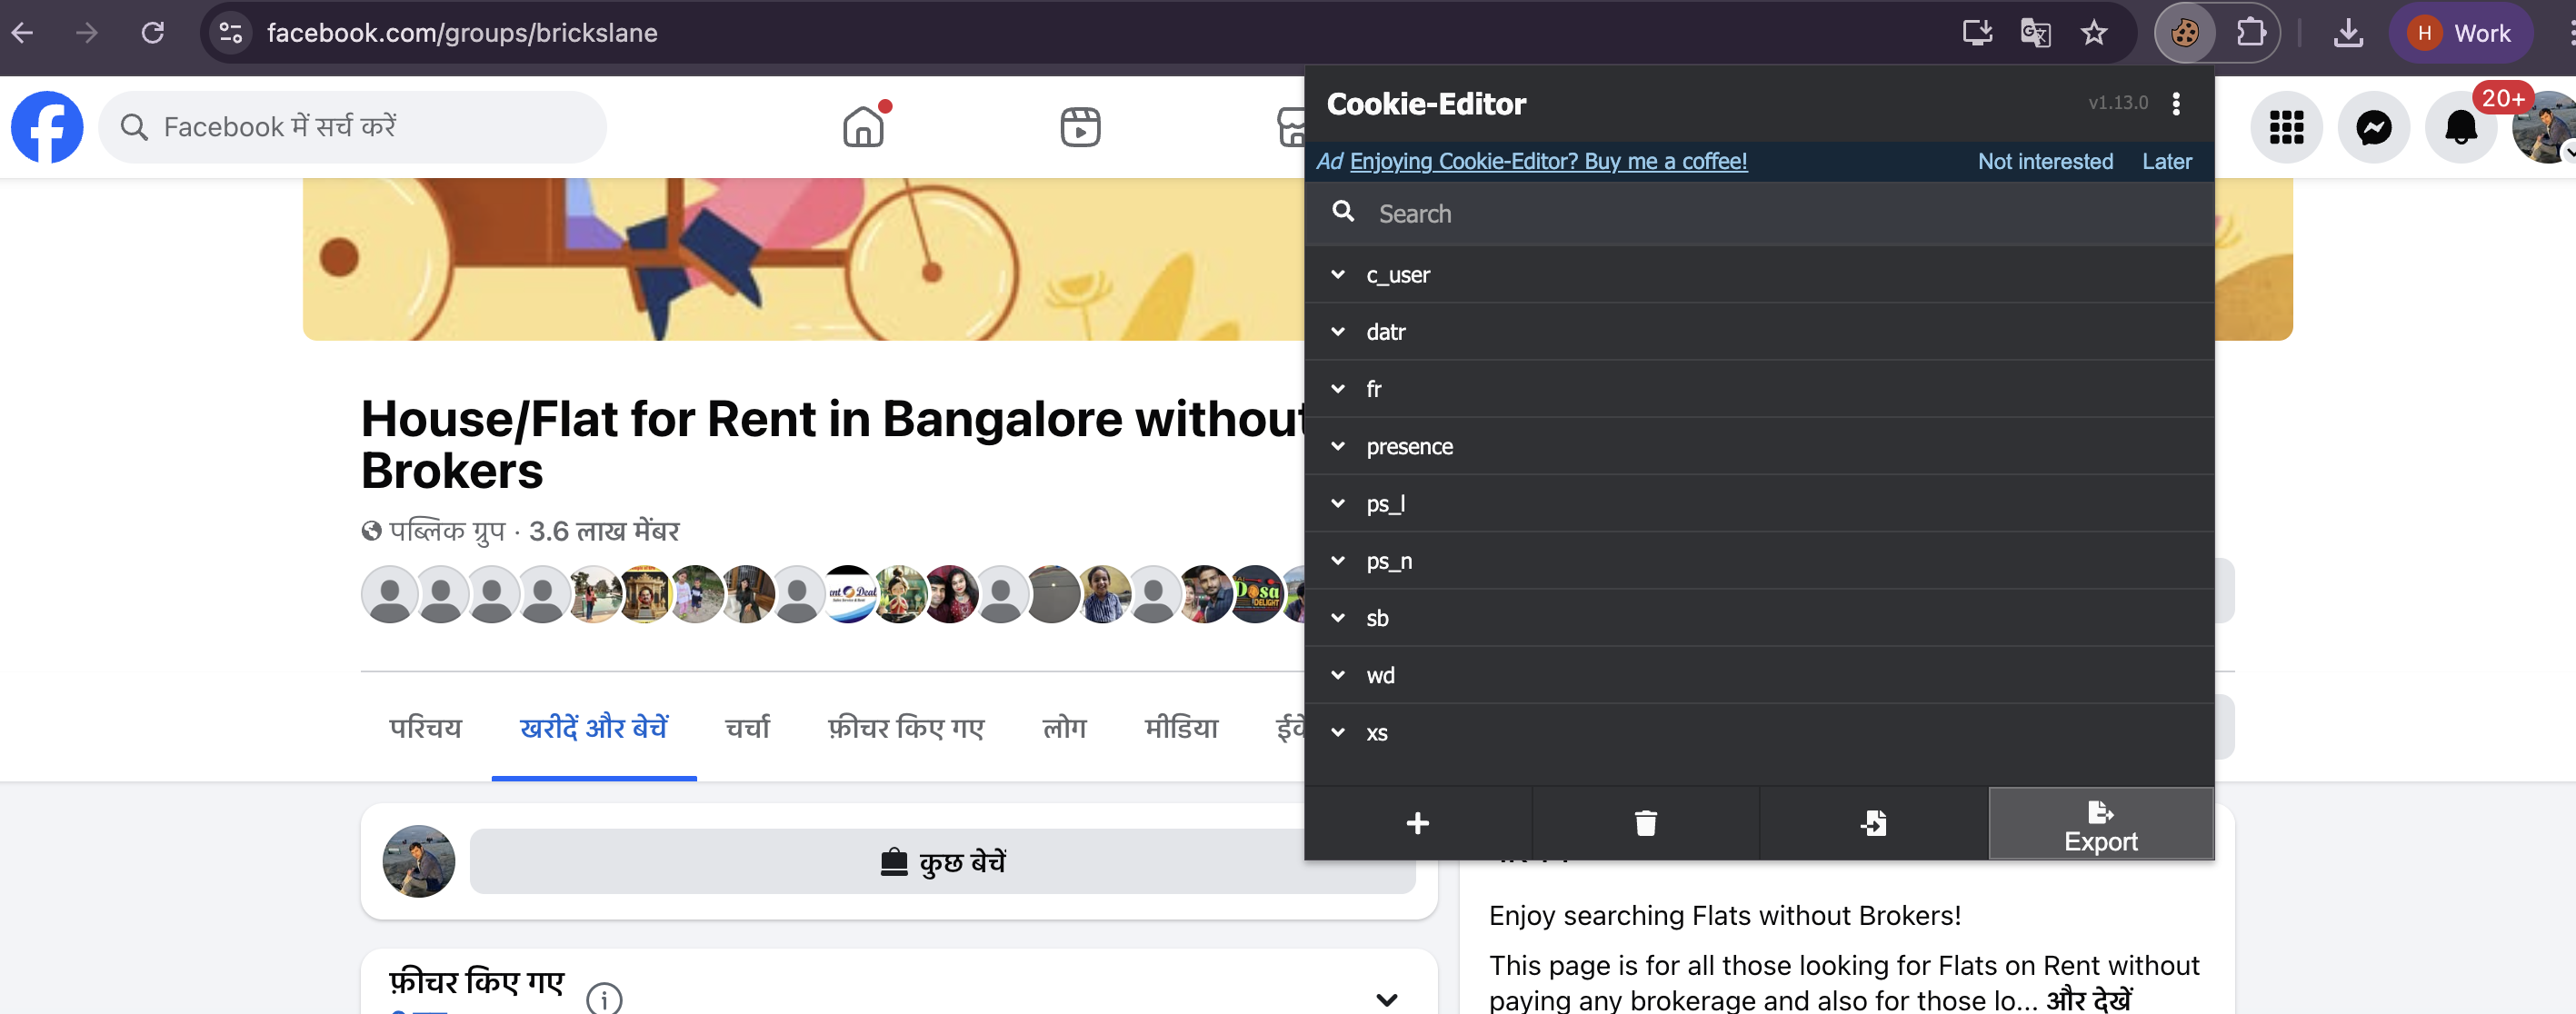 facebook.com/groups/brickslane
H Work
Facebook में सर्च करें
20+
Cookie-Editor
v1.13.0
Ad Enjoying Cookie-Editor? Buy me a coffee! Not interested Later
Search
c_user
datr
fr
presence
ps_l
ps_n
sb
wd
xs
Export
House/Flat for Rent in Bangalore without
Brokers
पब्लिक ग्रुप · 3.6 लाख मेंबर
Dosa
DELIGHT
परिचय खरीदें और बेचें चर्चा फ़ीचर किए गए लोग मीडिया
कुछ बेचें
फ़ीचर किए गए
Enjoy searching Flats without Brokers!
This page is for all those looking for Flats on Rent without
paying any brokerage and also for those lo... और देखें